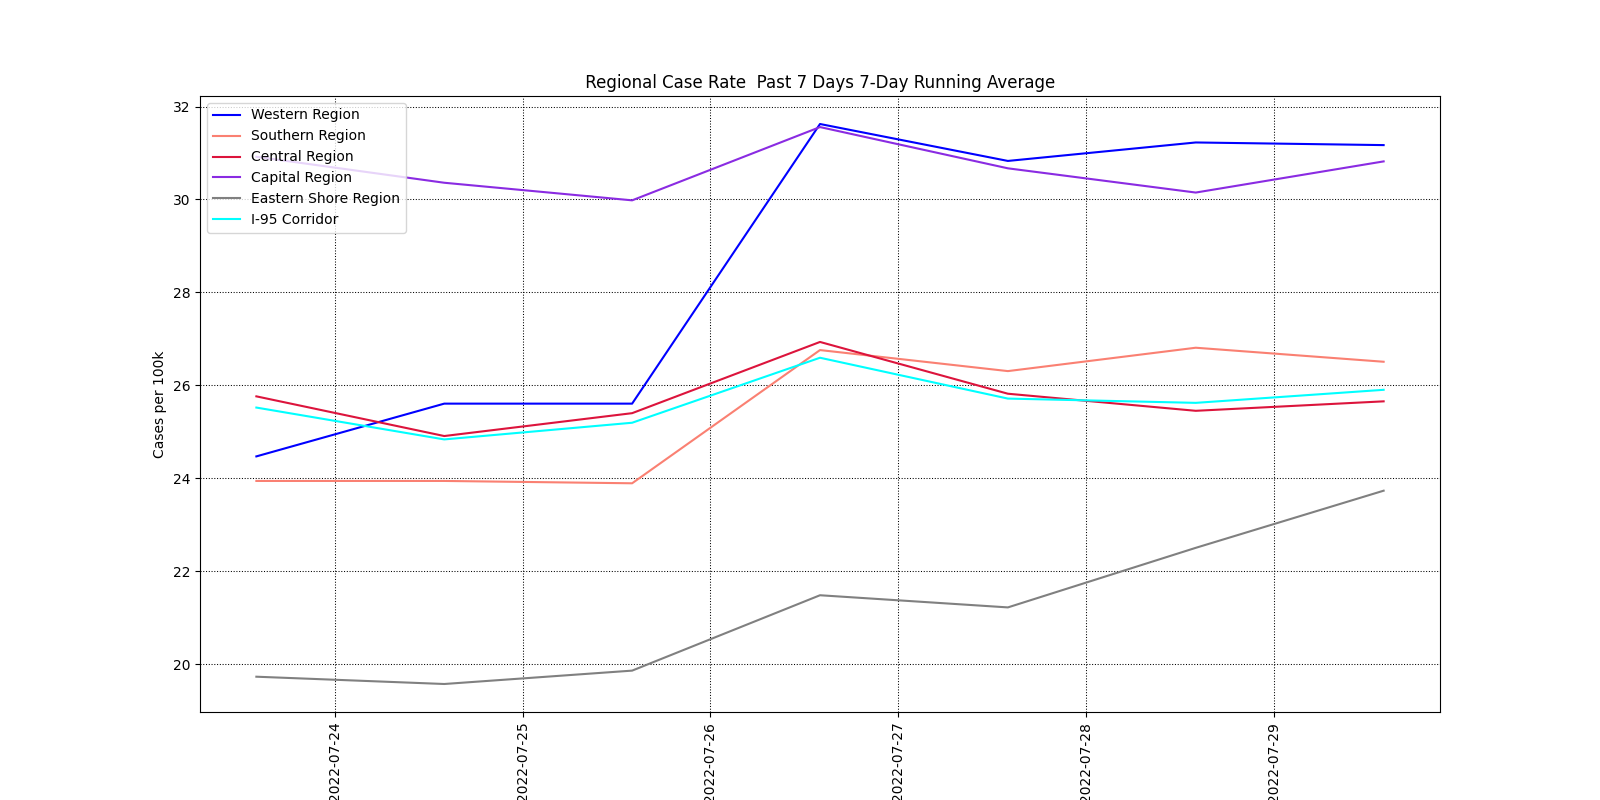 Regional Case Rate  Past 7 Days 7-Day Running Average
32
30
28
26
24
22
20
Cases per 100k
Western Region
Southern Region
Central Region
Capital Region
Eastern Shore Region
I-95 Corridor
2022-07-24
2022-07-25
2022-07-26
2022-07-27
2022-07-28
2022-07-29